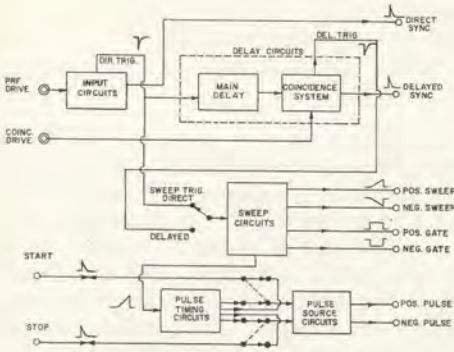 DIRECT
SYNC
DEL. TRIG
DIR. TRIG.
DELAY CIRCUITS
PRF
DRIVE
INPUT
CIRCUITS
MAIN
DELAY
COINCIDENCE
SYSTEM
DELAYED
SYNC
COINC.
DRIVE
SWEEP TRIG.
DIRECT
DELAYED
SWEEP
CIRCUITS
POS. SWEEP
NEG. SWEEP
POS. GATE
NEG. GATE
START
PULSE
TIMING
CIRCUITS
PULSE
SOURCE
CIRCUITS
POS. PULSE
NEG. PULSE
STOP